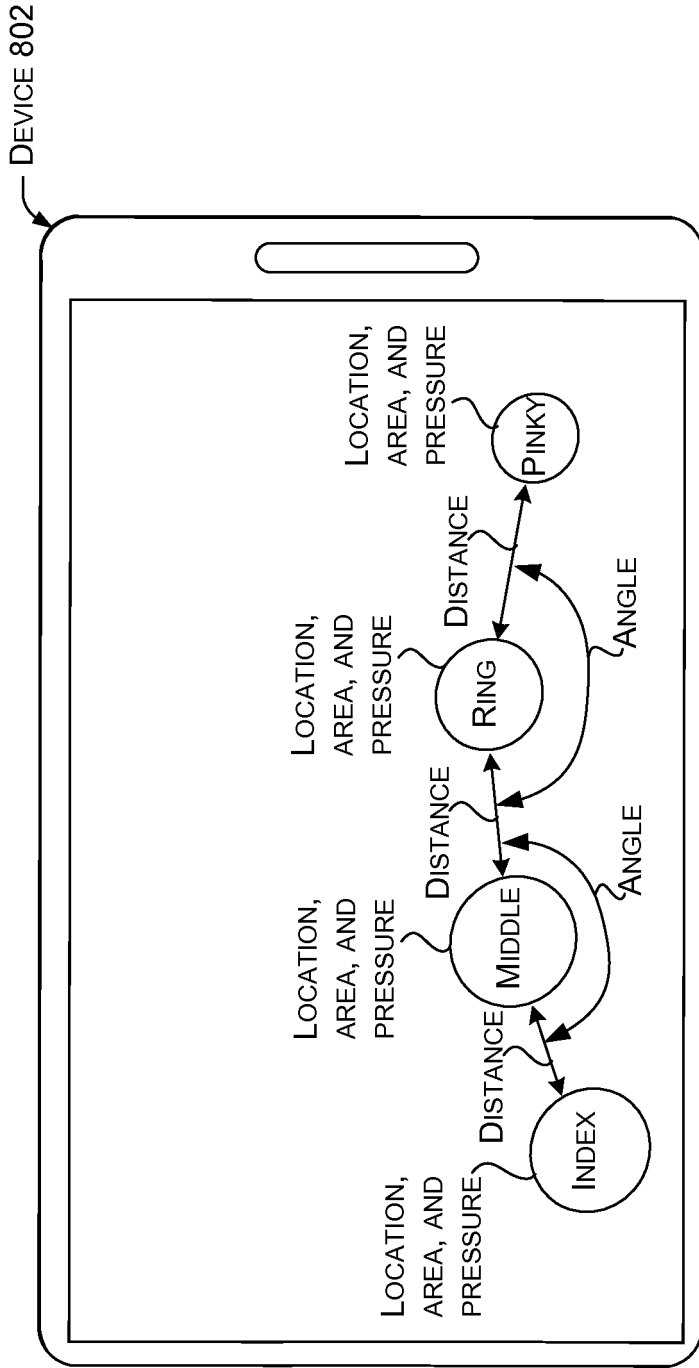 DEVICE 802
LOCATION,
AREA, AND
PRESSURE
LOCATION,
AREA, AND
PRESSURE
LOCATION,
AREA, AND
PRESSURE
LOCATION,
AREA, AND
PRESSURE
DISTANCE
DISTANCE
DISTANCE
INDEX
MIDDLE
RING
PINKY
ANGLE
ANGLE